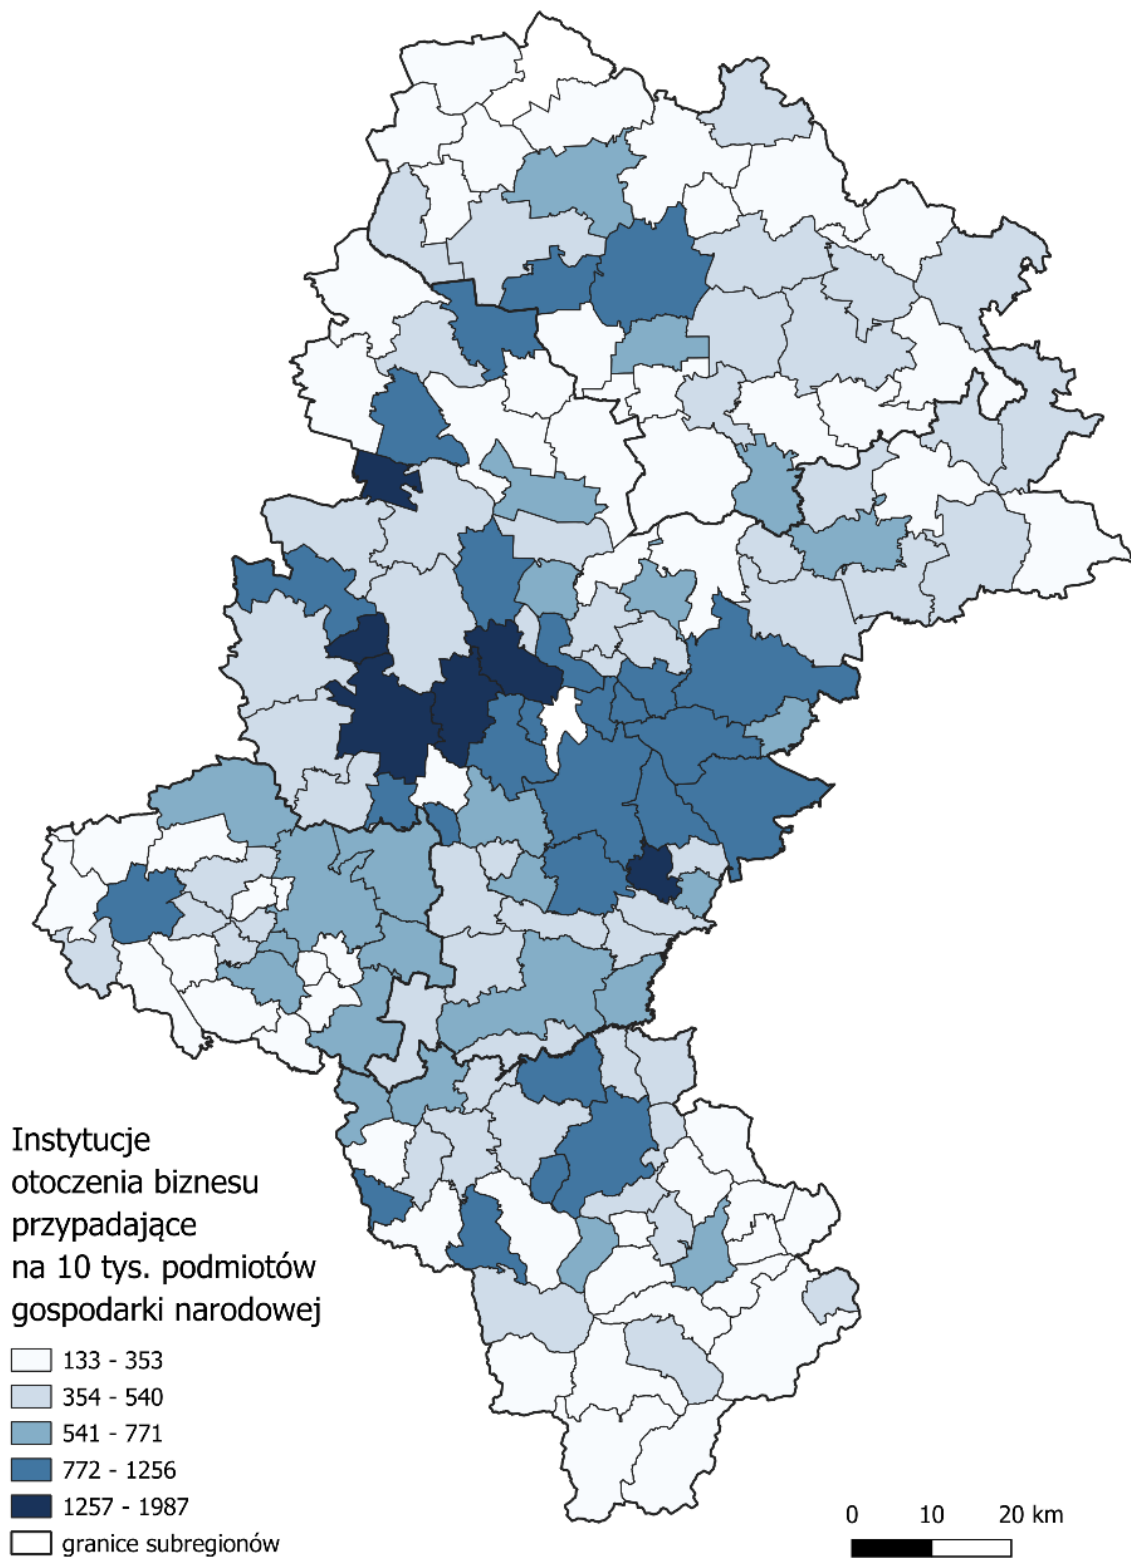 Instytucje
otoczenia biznesu
przypadające
na 10 tys. podmiotów
gospodarki narodowej
133 - 353
354 - 540
541 - 771
772 - 1256
1257 - 1987
granice subregionów
0 10 20 km